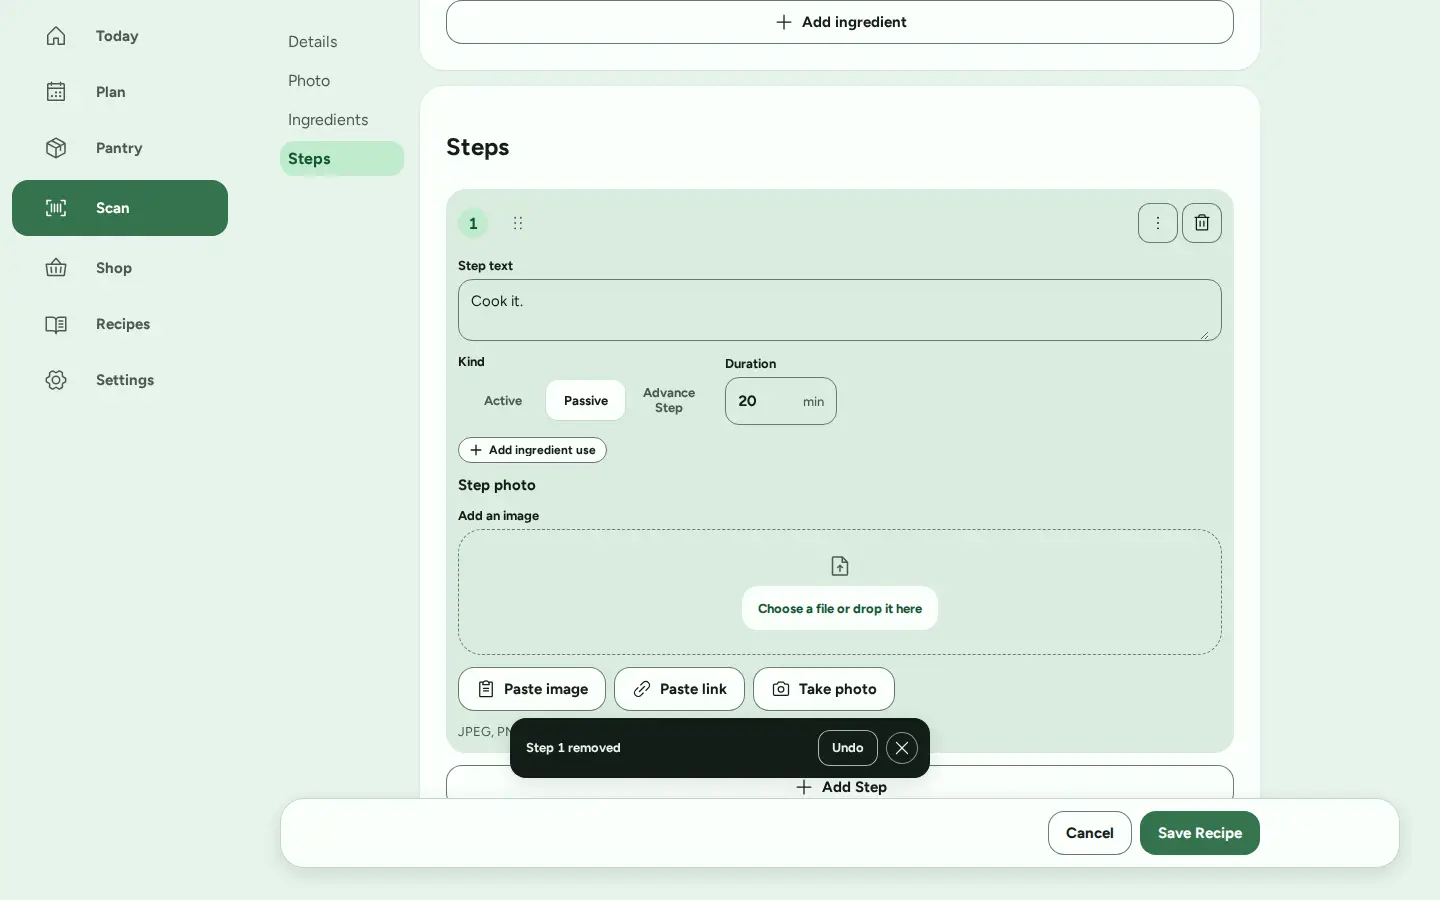 Today
Plan
Pantry
Scan
Shop
Recipes
Settings
Details
Photo
Ingredients
Steps
Add ingredient
Steps
1
Step text
Cook it.
Kind
Active
Passive
Advance
Step
Duration
20 min
Add ingredient use
Step photo
Add an image
Choose a file or drop it here
Paste image
Paste link
Take photo
JPEG,
Step 1 removed
Undo
Add Step
Cancel
Save Recipe